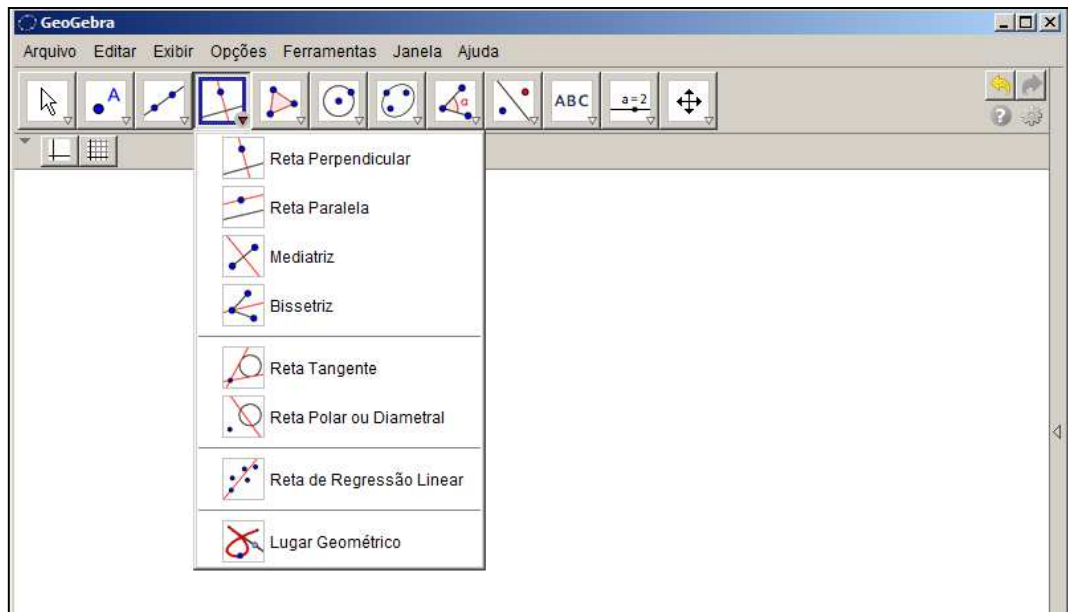 GeoGebra
Arquivo Editar Exibir Opções Ferramentas Janela Ajuda
A α ABC a=2
Reta Perpendicular
Reta Paralela
Mediatriz
Bissetriz
Reta Tangente
Reta Polar ou Diametral
Reta de Regressão Linear
Lugar Geométrico